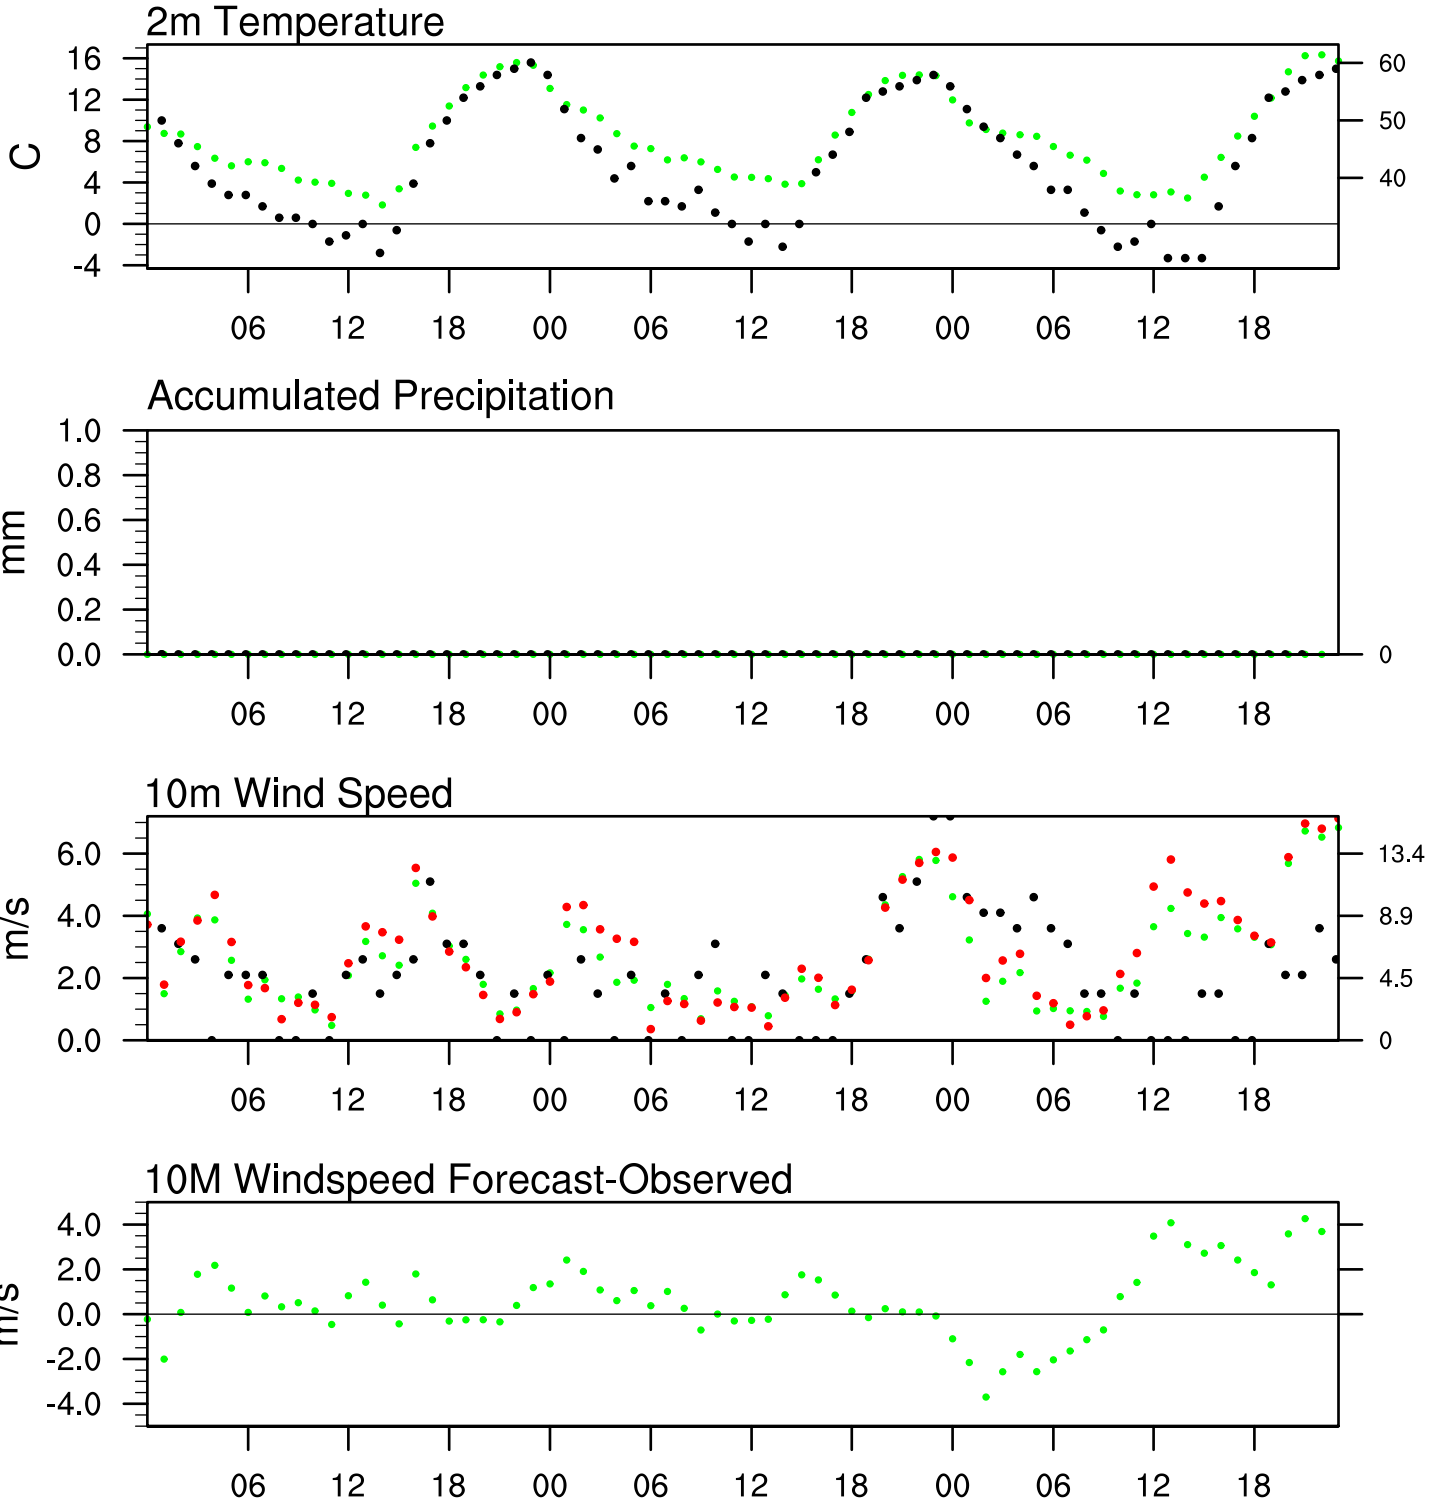 2m Temperature
C
16
12
8
4
0
-4
60
50
40
06 12 18 00 06 12 18 00 06 12 18
Accumulated Precipitation
mm
1.0
0.8
0.6
0.4
0.2
0.0
0
06 12 18 00 06 12 18 00 06 12 18
10m Wind Speed
m/s
6.0
4.0
2.0
0.0
13.4
8.9
4.5
0
06 12 18 00 06 12 18 00 06 12 18
10M Windspeed Forecast-Observed
m/s
4.0
2.0
0.0
-2.0
-4.0
06 12 18 00 06 12 18 00 06 12 18